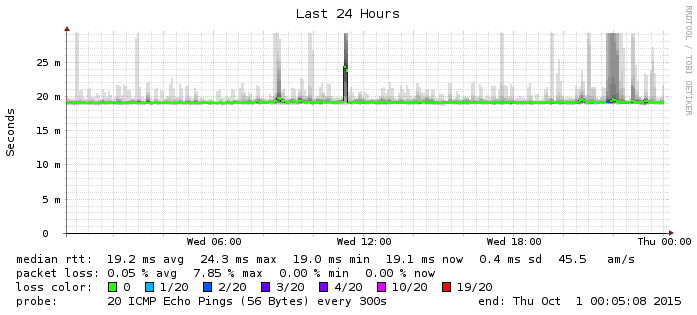 Last 24 Hours
RRDTOOL / TOBI OETIKER
Seconds
25 m
20 m
15 m
10 m
5 m
0
Wed 06:00 Wed 12:00 Wed 18:00 Thu 00:00
median rtt: 19.2 ms avg 24.3 ms max 19.0 ms min 19.1 ms now 0.4 ms sd 45.5 am/s
packet loss: 0.05 % avg 7.85 % max 0.00 % min 0.00 % now
loss color: 0 1/20 2/20 3/20 4/20 10/20 19/20
probe: 20 ICMP Echo Pings (56 Bytes) every 300s end: Thu Oct 1 00:05:08 2015